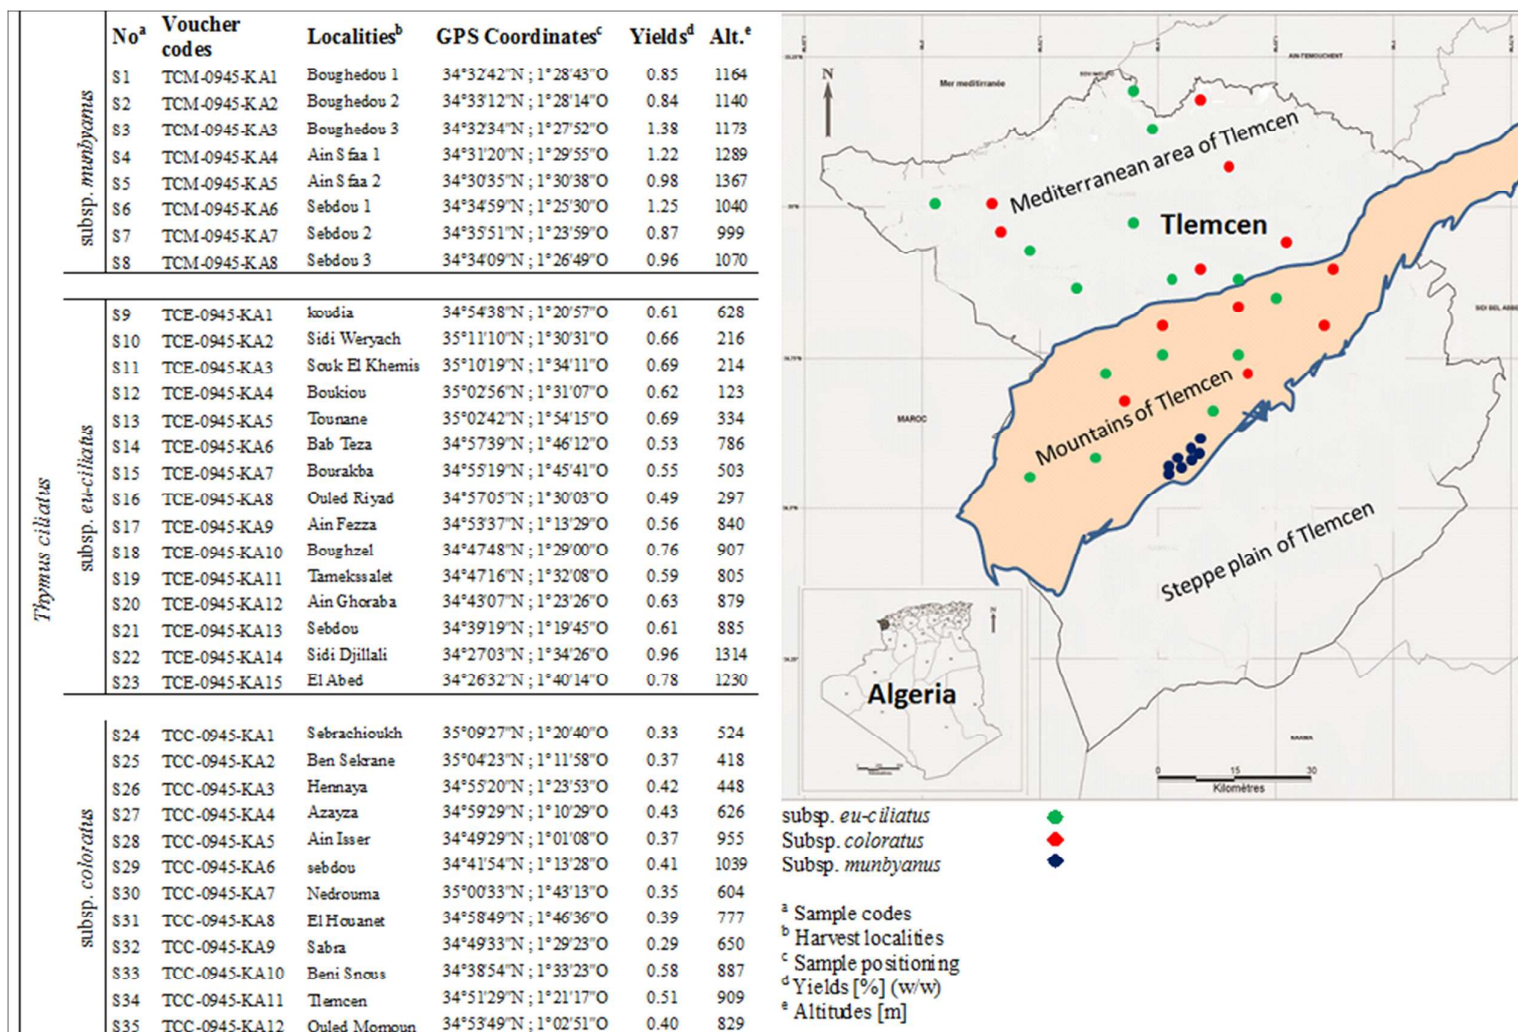 Noᵃ Voucher codes Localitiesᵇ GPS Coordinatesᶜ Yieldsᵈ Alt.ᵉ
Thymus ciliatus
subsp. munbyanus
S1 TCM-0945-KA1 Boughedou 1 34°32'42"N ; 1°28'43"O 0.85 1164
S2 TCM-0945-KA2 Boughedou 2 34°33'12"N ; 1°28'14"O 0.84 1140
S3 TCM-0945-KA3 Boughedou 3 34°32'34"N ; 1°27'52"O 1.38 1173
S4 TCM-0945-KA4 Ain Sfaa 1 34°31'20"N ; 1°29'55"O 1.22 1289
S5 TCM-0945-KA5 Ain Sfaa 2 34°30'35"N ; 1°30'38"O 0.98 1367
S6 TCM-0945-KA6 Sebdou 1 34°34'59"N ; 1°25'30"O 1.25 1040
S7 TCM-0945-KA7 Sebdou 2 34°35'51"N ; 1°23'59"O 0.87 999
S8 TCM-0945-KA8 Sebdou 3 34°34'09"N ; 1°26'49"O 0.96 1070
subsp. eu-ciliatus
S9 TCE-0945-KA1 koudia 34°54'38"N ; 1°20'57"O 0.61 628
S10 TCE-0945-KA2 Sidi Weryach 35°11'10"N ; 1°30'31"O 0.66 216
S11 TCE-0945-KA3 Souk El Khemis 35°10'19"N ; 1°34'11"O 0.69 214
S12 TCE-0945-KA4 Boukiou 35°02'56"N ; 1°31'07"O 0.62 123
S13 TCE-0945-KA5 Tounane 35°02'42"N ; 1°54'15"O 0.69 334
S14 TCE-0945-KA6 Bab Teza 34°57'39"N ; 1°46'12"O 0.53 786
S15 TCE-0945-KA7 Bourakba 34°55'19"N ; 1°45'41"O 0.55 503
S16 TCE-0945-KA8 Ouled Riyad 34°57'05"N ; 1°30'03"O 0.49 297
S17 TCE-0945-KA9 Ain Fezza 34°53'37"N ; 1°13'29"O 0.56 840
S18 TCE-0945-KA10 Boughzel 34°47'48"N ; 1°29'00"O 0.76 907
S19 TCE-0945-KA11 Tamekssalet 34°47'16"N ; 1°32'08"O 0.59 805
S20 TCE-0945-KA12 Ain Ghoraba 34°43'07"N ; 1°23'26"O 0.63 879
S21 TCE-0945-KA13 Sebdou 34°39'19"N ; 1°19'45"O 0.61 885
S22 TCE-0945-KA14 Sidi Djillali 34°27'03"N ; 1°34'26"O 0.96 1314
S23 TCE-0945-KA15 El Abed 34°26'32"N ; 1°40'14"O 0.78 1230
subsp. coloratus
S24 TCC-0945-KA1 Sebrachioukh 35°09'27"N ; 1°20'40"O 0.33 524
S25 TCC-0945-KA2 Ben Sekrane 35°04'23"N ; 1°11'58"O 0.37 418
S26 TCC-0945-KA3 Hennaya 34°55'20"N ; 1°23'53"O 0.42 448
S27 TCC-0945-KA4 Azayza 34°59'29"N ; 1°10'29"O 0.43 626
S28 TCC-0945-KA5 Ain Isser 34°49'29"N ; 1°01'08"O 0.37 955
S29 TCC-0945-KA6 sebdou 34°41'54"N ; 1°13'28"O 0.41 1039
S30 TCC-0945-KA7 Nedrouma 35°00'33"N ; 1°43'13"O 0.35 604
S31 TCC-0945-KA8 El Houanet 34°58'49"N ; 1°46'36"O 0.39 777
S32 TCC-0945-KA9 Sabra 34°49'33"N ; 1°29'23"O 0.29 650
S33 TCC-0945-KA10 Beni Snous 34°38'54"N ; 1°33'23"O 0.58 887
S34 TCC-0945-KA11 Tlemcen 34°51'29"N ; 1°21'17"O 0.51 909
S35 TCC-0945-KA12 Ouled Momoun 34°53'49"N ; 1°02'51"O 0.40 829
AIN-TEMOUCHENT
N
Mer mediterranée
Mediterranean area of Tlemcen
Tlemcen
SIDI BEL ABBE
MAROC
Mountains of Tlemcen
Steppe plain of Tlemcen
N
Algeria
NAAMA
0 15 30
Kilomètres
subsp. eu-ciliatus
Subsp. coloratus
Subsp. munbyanus
ᵃ Sample codes
ᵇ Harvest localities
ᶜ Sample positioning
ᵈ Yields [%] (w/w)
ᵉ Altitudes [m]